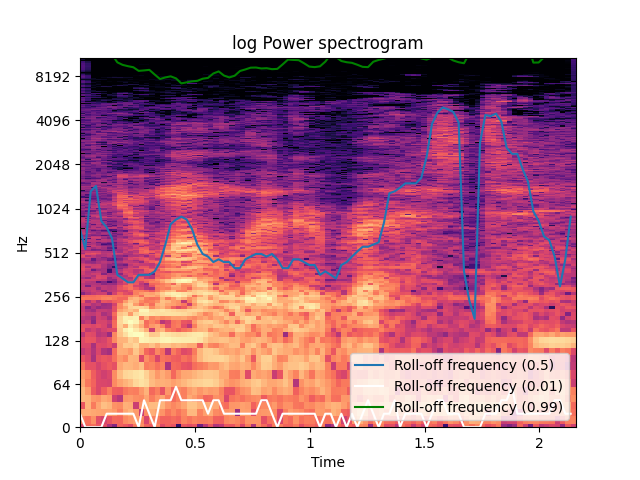 log Power spectrogram
Hz
8192
4096
2048
1024
512
256
128
64
0
Roll-off frequency (0.5)
Roll-off frequency (0.01)
Roll-off frequency (0.99)
0 0.5 1 1.5 2
Time